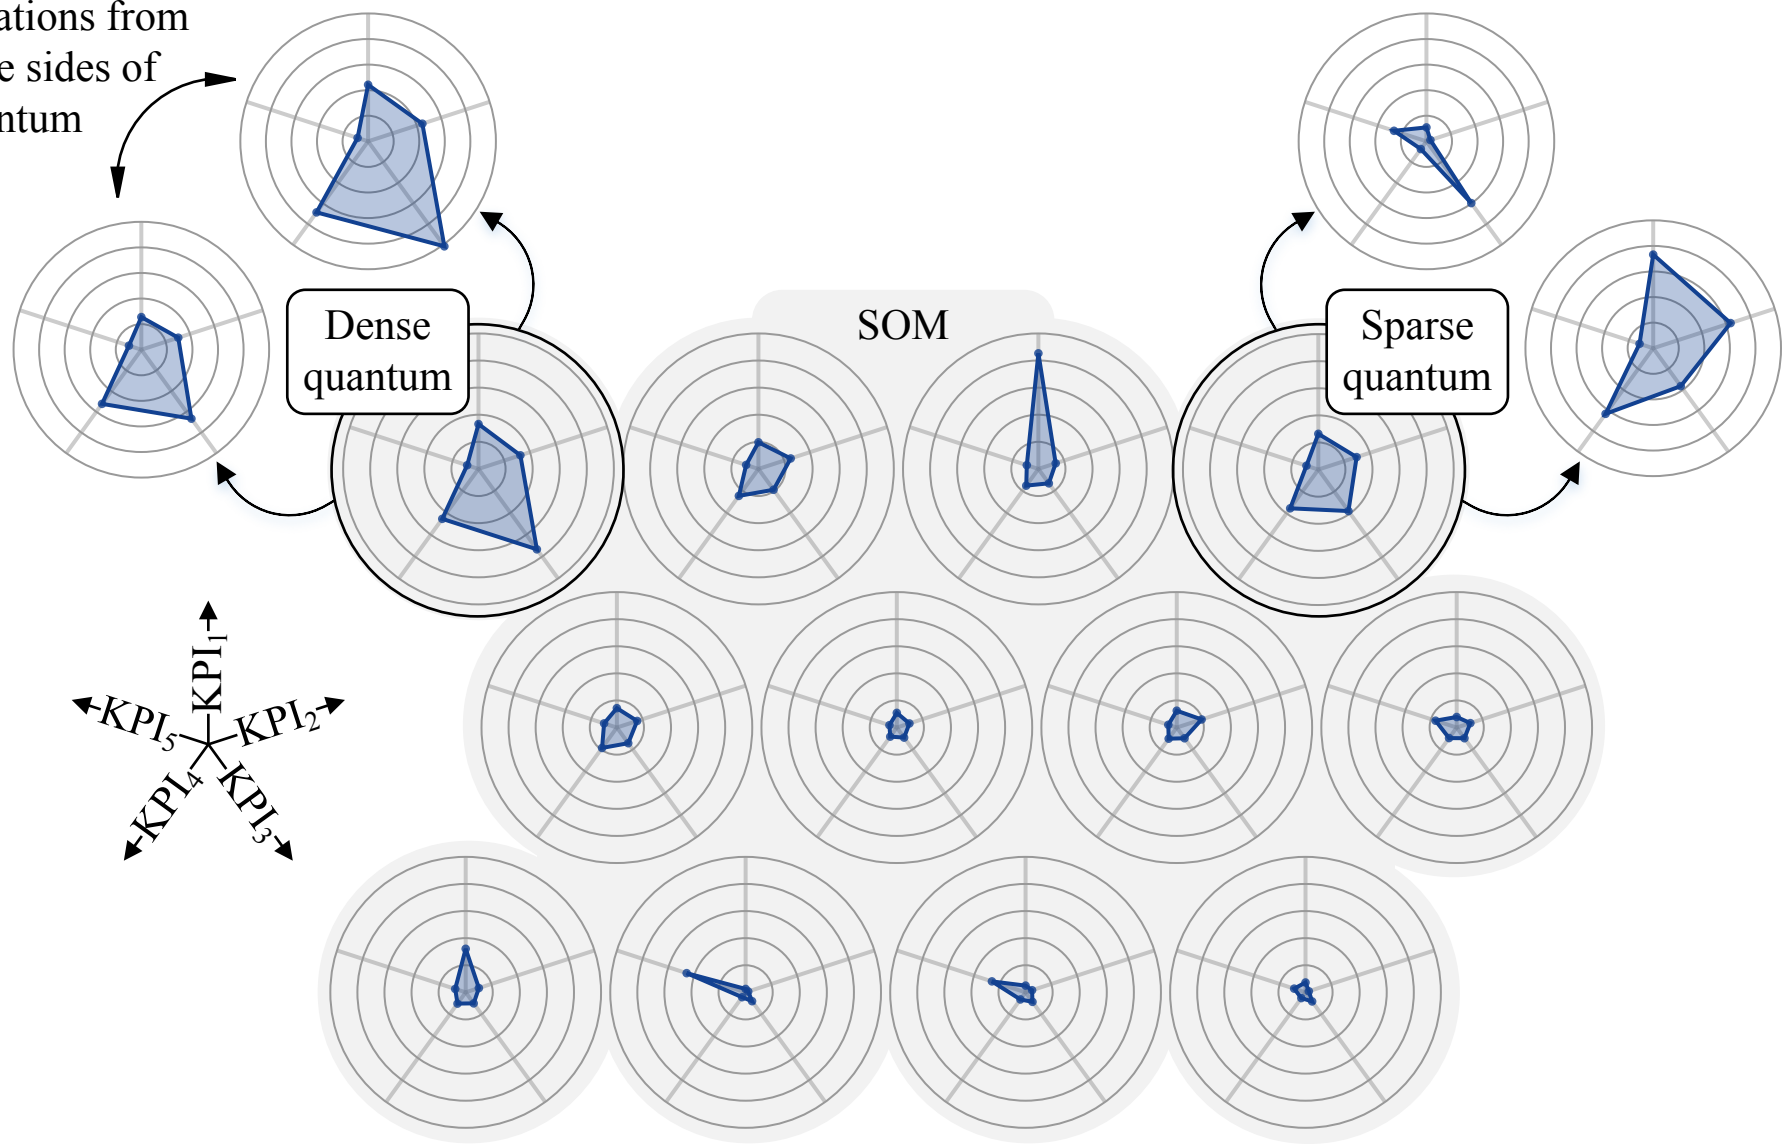 ations from
e sides of
ntum
Dense
quantum
SOM
Sparse
quantum
KPI₁
KPI₂
KPI₃
KPI₄
KPI₅